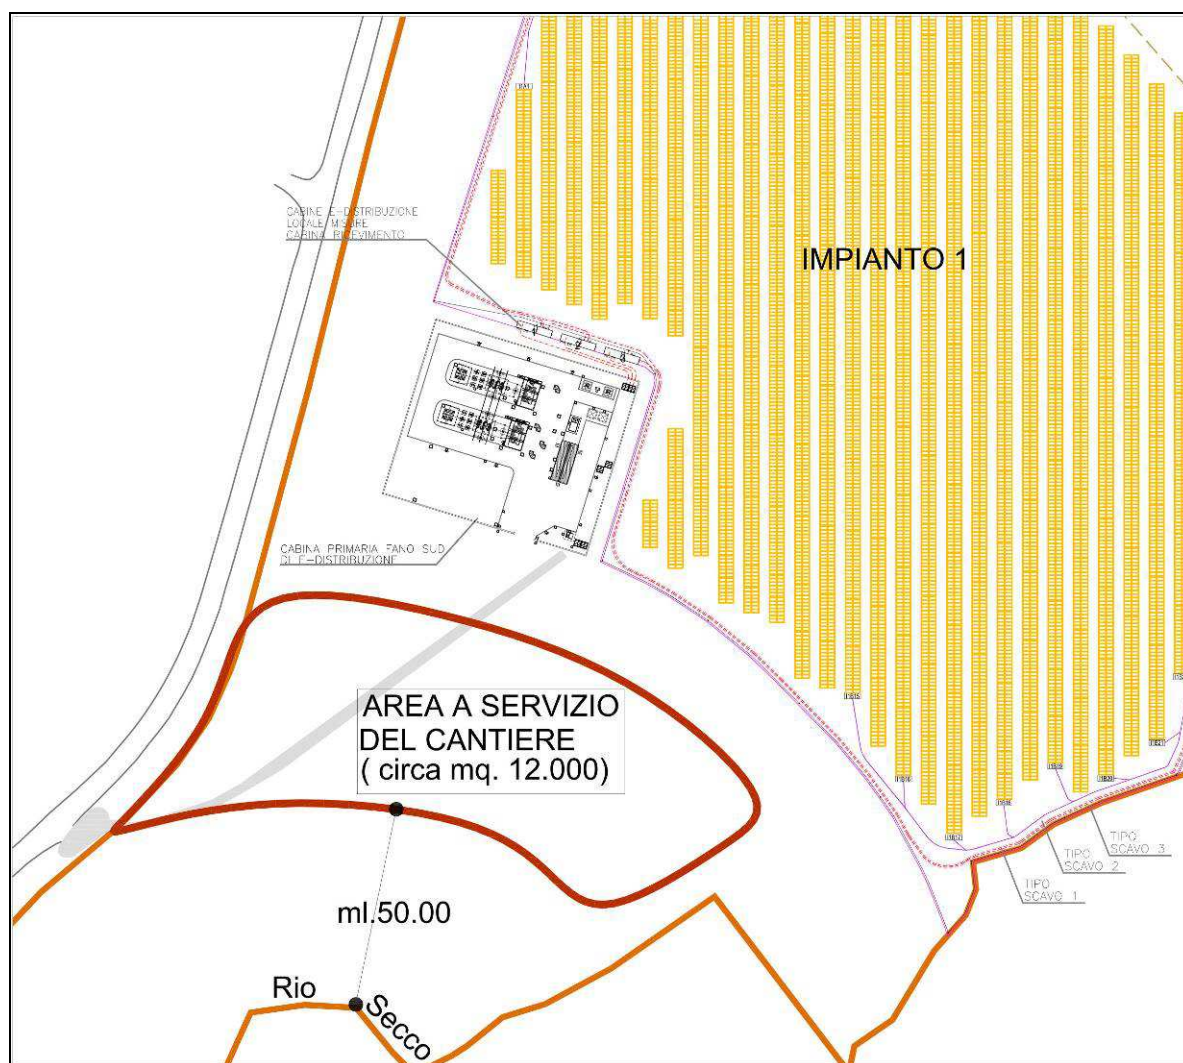 CABINE E-DISTRIBUZIONE
LOCALE MISURE
CABINA RICEVIMENTO
IMPIANTO 1
CABINA PRIMARIA FANO SUD
DI E-DISTRIBUZIONE
AREA A SERVIZIO
DEL CANTIERE
( circa mq. 12.000)
TIPO
SCAVO 3
TIPO
SCAVO 2
TIPO
SCAVO 1
ml.50.00
Rio
Secco